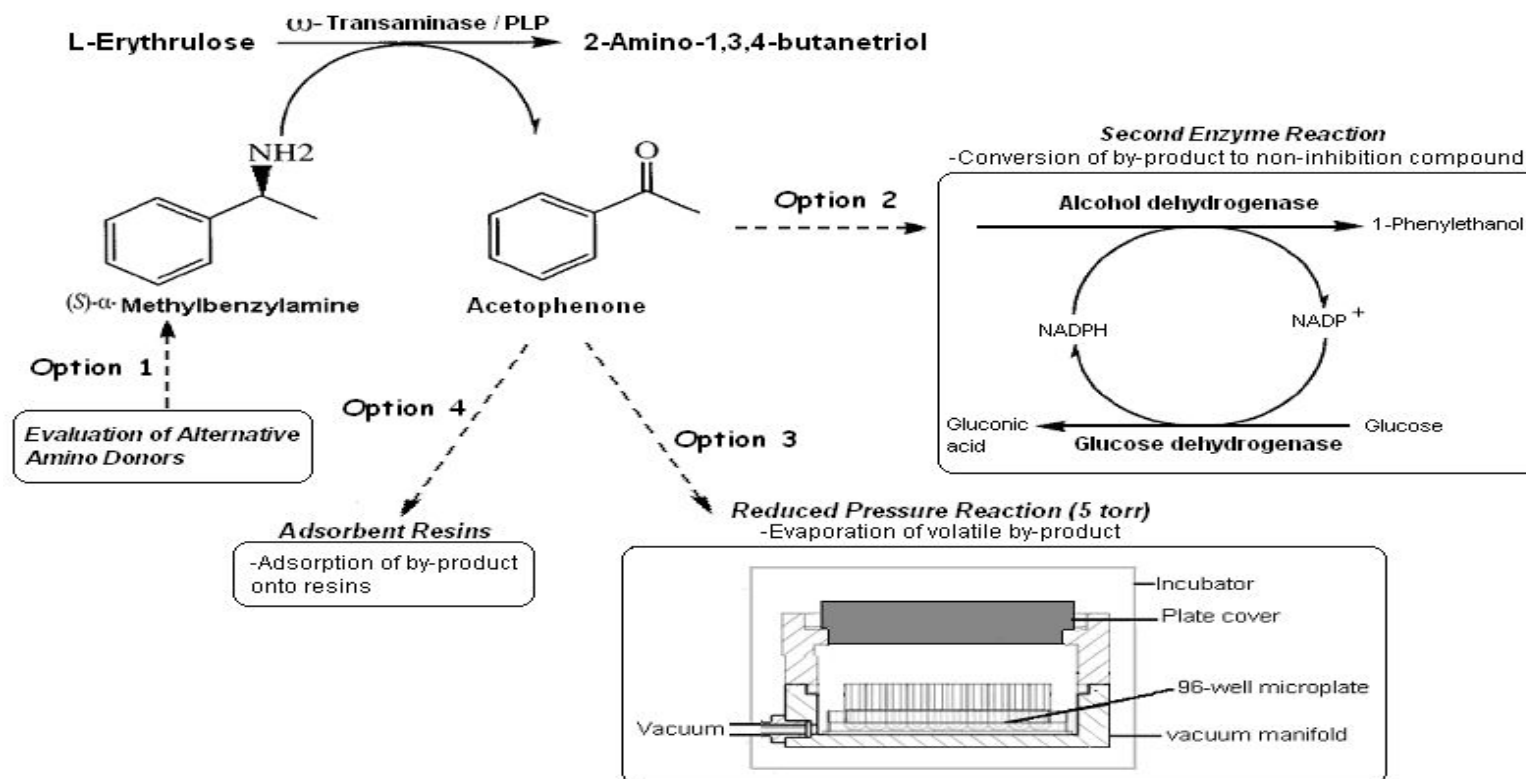 ω- Transaminase / PLP
L-Erythrulose
2-Amino-1,3,4-butanetriol
NH2
(S)-α- Methylbenzylamine
O
Acetophenone
Option 1
Evaluation of Alternative
Amino Donors
Option 2
Second Enzyme Reaction
-Conversion of by-product to non-inhibition compound
Alcohol dehydrogenase
1-Phenylethanol
NADPH
NADP +
Gluconic
acid
Glucose
Glucose dehydrogenase
Option 4
Adsorbent Resins
-Adsorption of by-product
onto resins
Option 3
Reduced Pressure Reaction (5 torr)
-Evaporation of volatile by-product
Incubator
Plate cover
96-well microplate
Vacuum
vacuum manifold